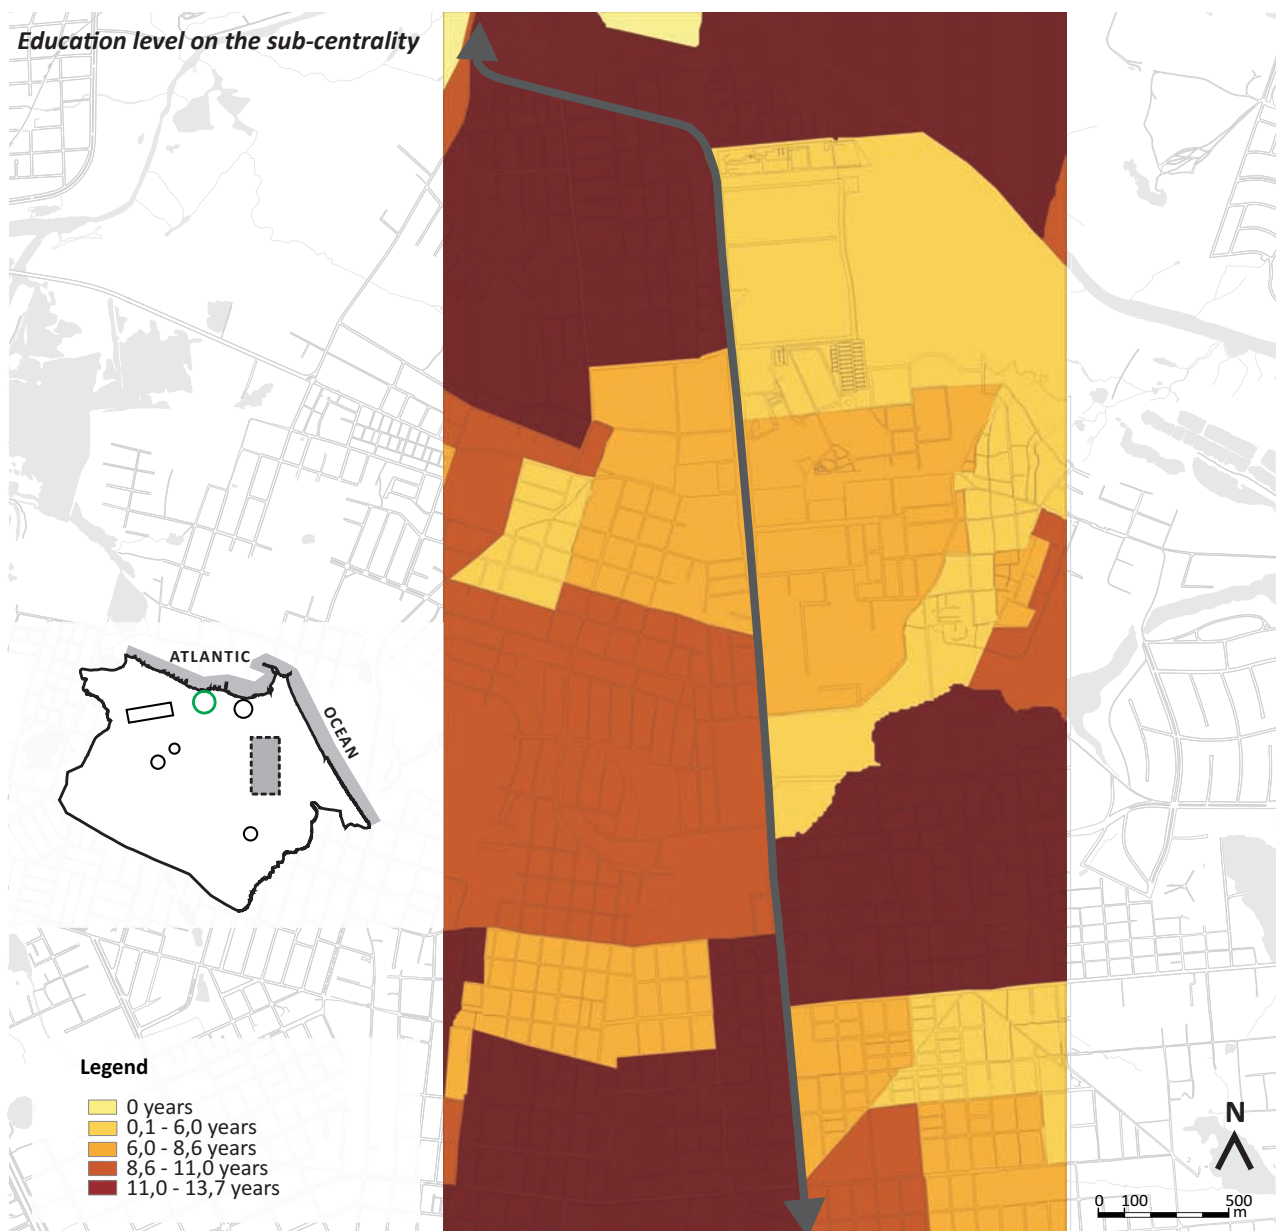 Education level on the sub-centrality
ATLANTIC
OCEAN
Legend
0 years
0,1 - 6,0 years
6,0 - 8,6 years
8,6 - 11,0 years
11,0 - 13,7 years
N
0 100 500
m